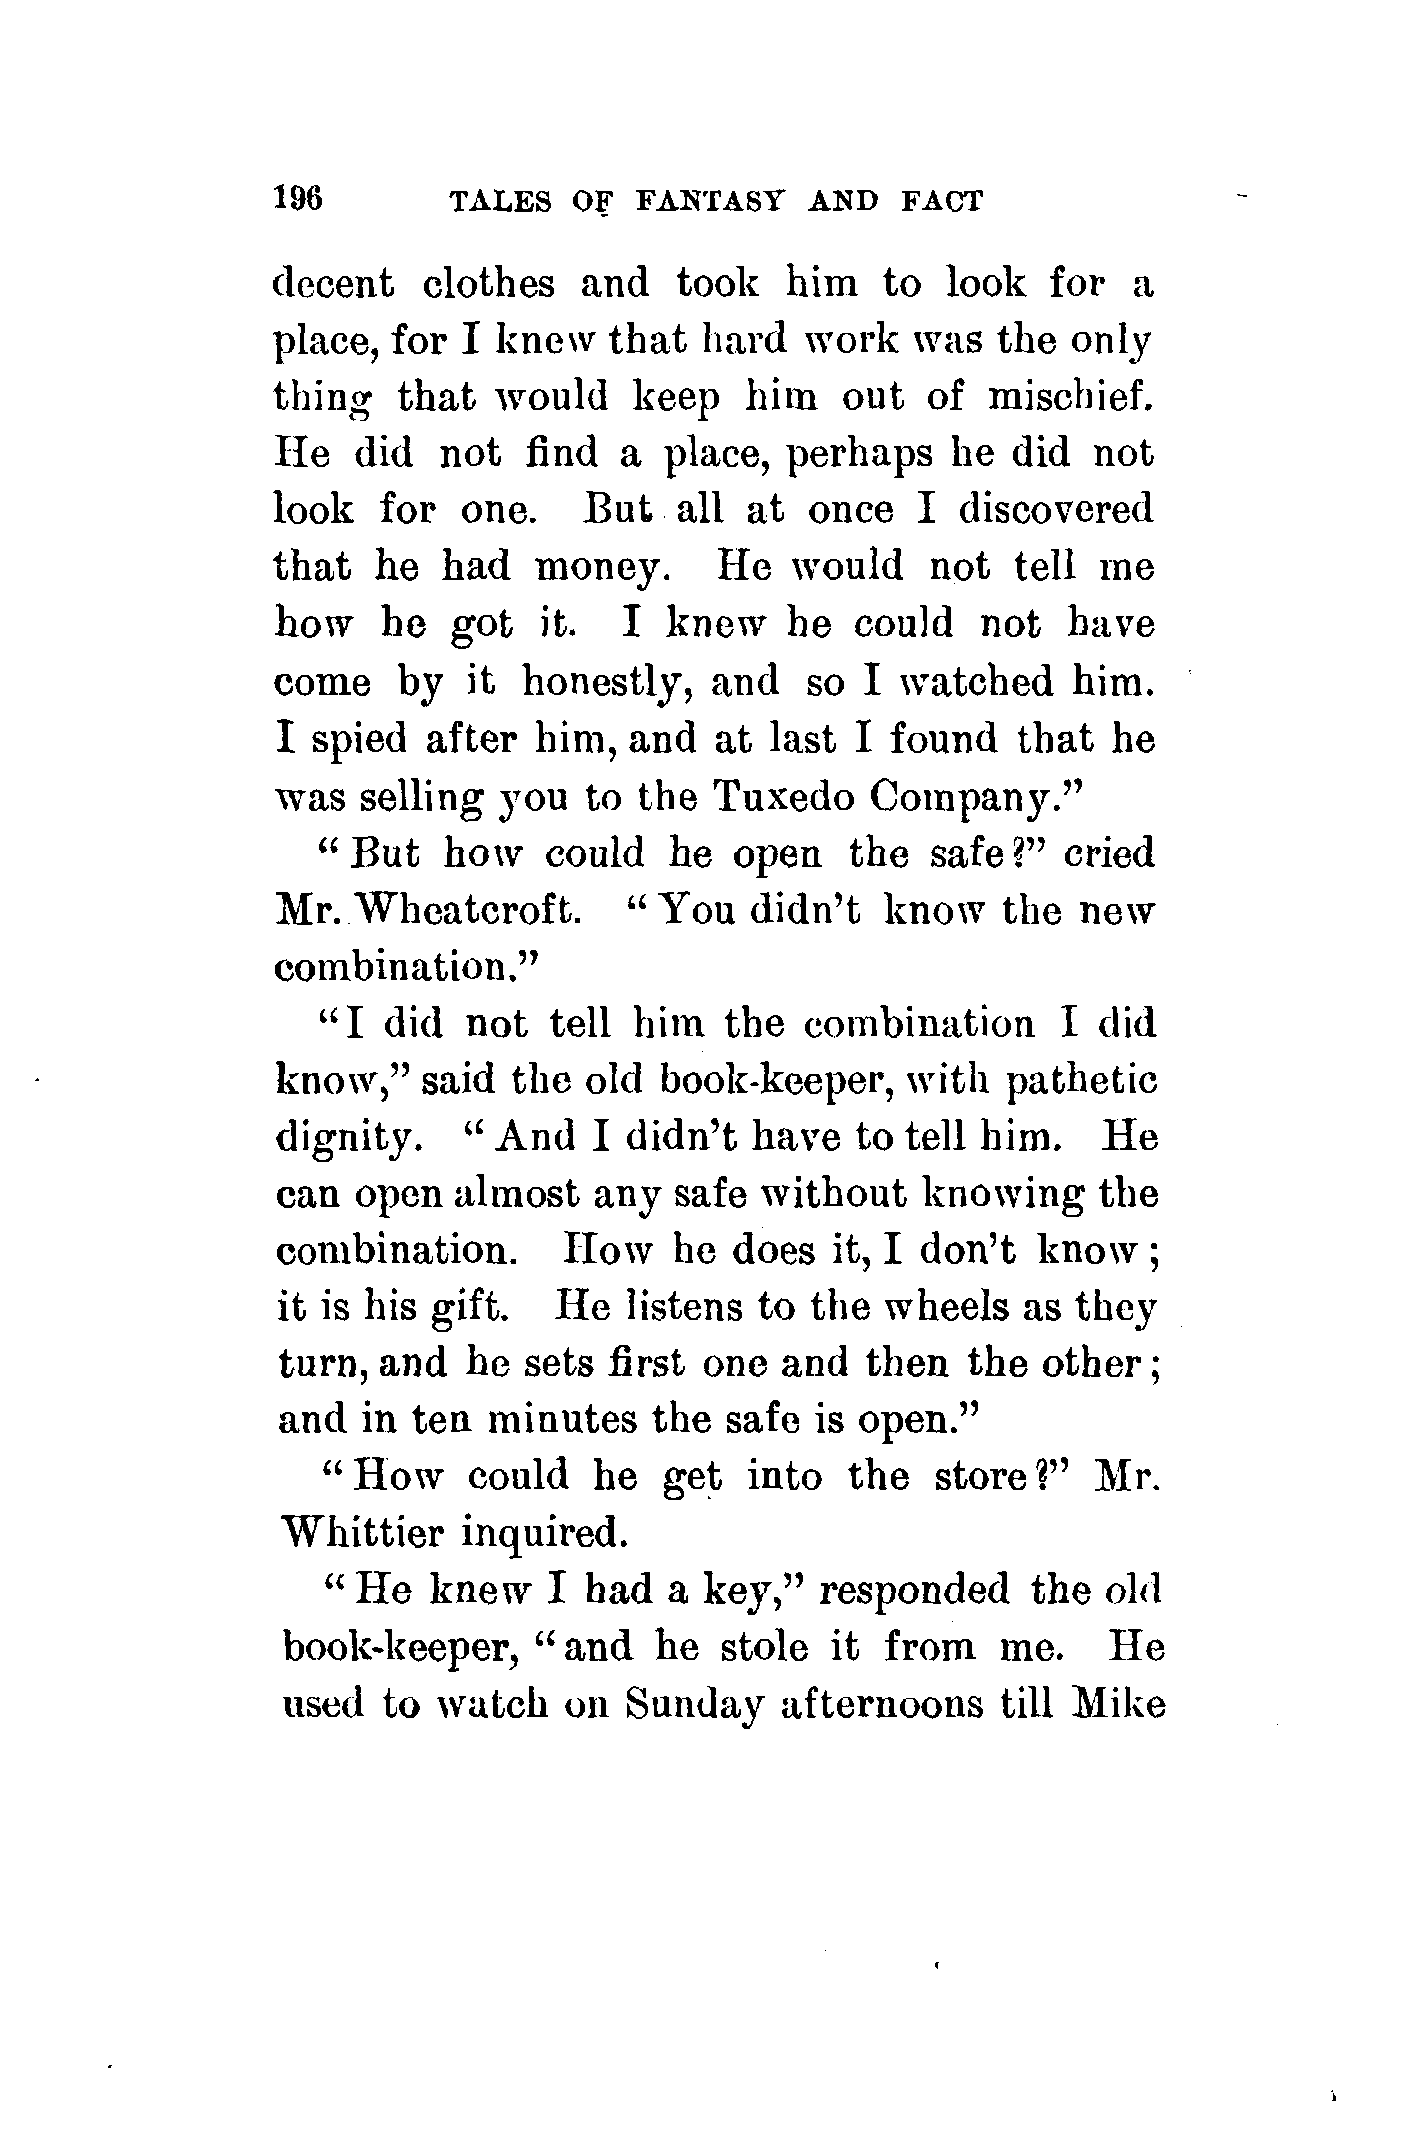 196 TALES OF FANTASY AND FACT
decent clothes and took him to look for a
place, for I knew that hard work was the only
thing that would keep him out of mischief.
He did not find a place, perhaps he did not
look for one. But all at once I discovered
that he had money. He would not tell me
how he got it. I knew he could not have
come by it honestly, and so I watched him.
I spied after him, and at last I found that he
was selling you to the Tuxedo Company.”
“ But how could he open the safe ?” cried
Mr. Wheatcroft. “ You didn’t know the new
combination.”
“I did not tell him the combination I did
know,” said the old book-keeper, with pathetic
dignity. “ And I didn’t have to tell him. He
can open almost any safe without knowing the
combination. How he does it, I don’t know ;
it is his gift. He listens to the wheels as they
turn, and he sets first one and then the other ;
and in ten minutes the safe is open.”
“ How could he get into the store ?” Mr.
Whittier inquired.
“ He knew I had a key,” responded the old
book-keeper, “ and he stole it from me. He
used to watch on Sunday afternoons till Mike